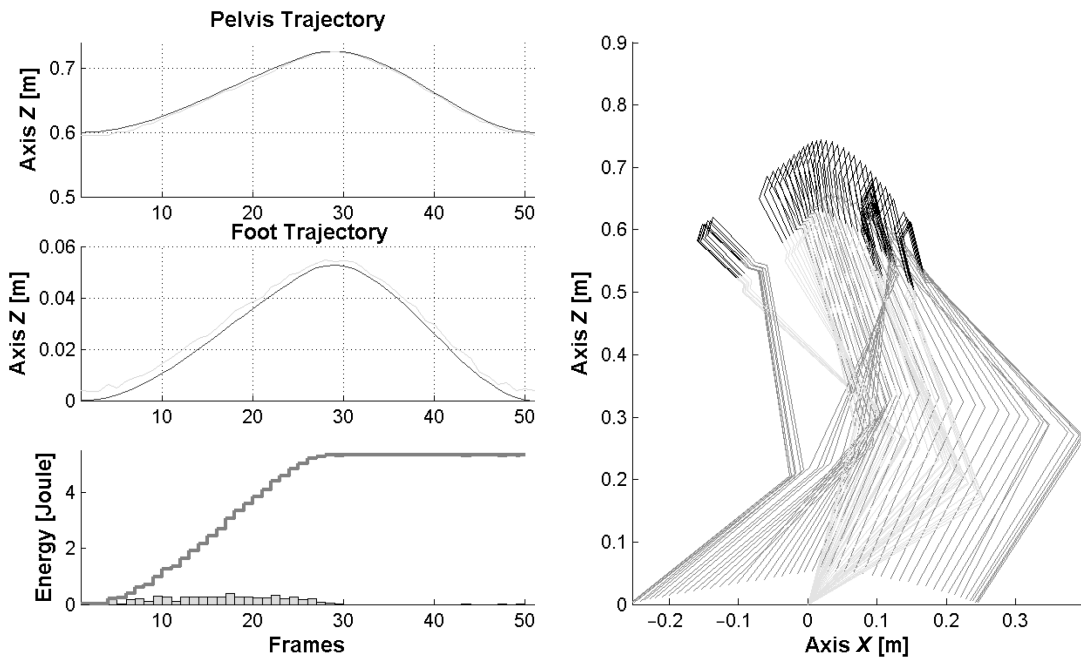 Pelvis Trajectory
Axis Z [m]
0.7
0.6
0.5
10 20 30 40 50
Foot Trajectory
Axis Z [m]
0.06
0.04
0.02
0
10 20 30 40 50
Energy [Joule]
4
2
0
0 10 20 30 40 50
Frames
Axis Z [m]
0.9
0.8
0.7
0.6
0.5
0.4
0.3
0.2
0.1
0
−0.2 −0.1 0 0.1 0.2 0.3
Axis X [m]